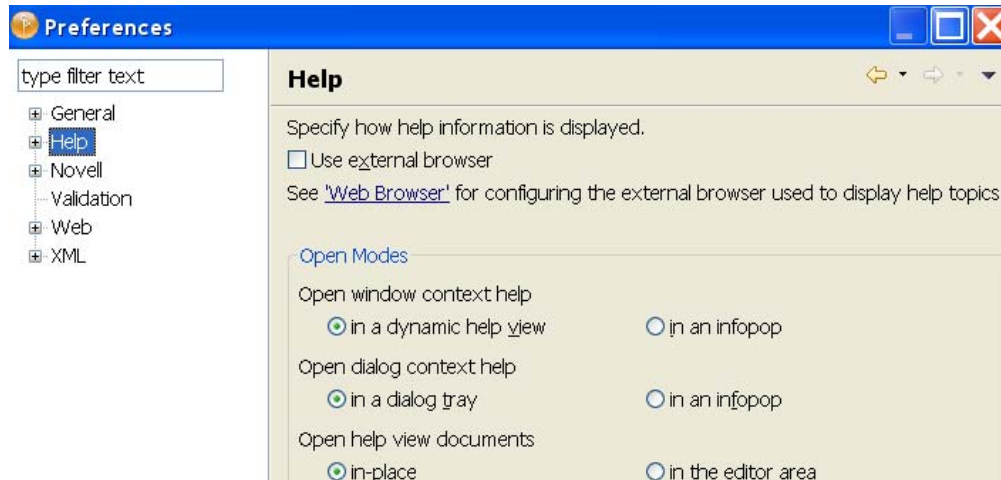 Preferences
type filter text
General
Help
Novell
Validation
Web
XML
Help
Specify how help information is displayed.
Use external browser
See 'Web Browser' for configuring the external browser used to display help topics
Open Modes
Open window context help
in a dynamic help view in an infopop
Open dialog context help
in a dialog tray in an infopop
Open help view documents
in-place in the editor area